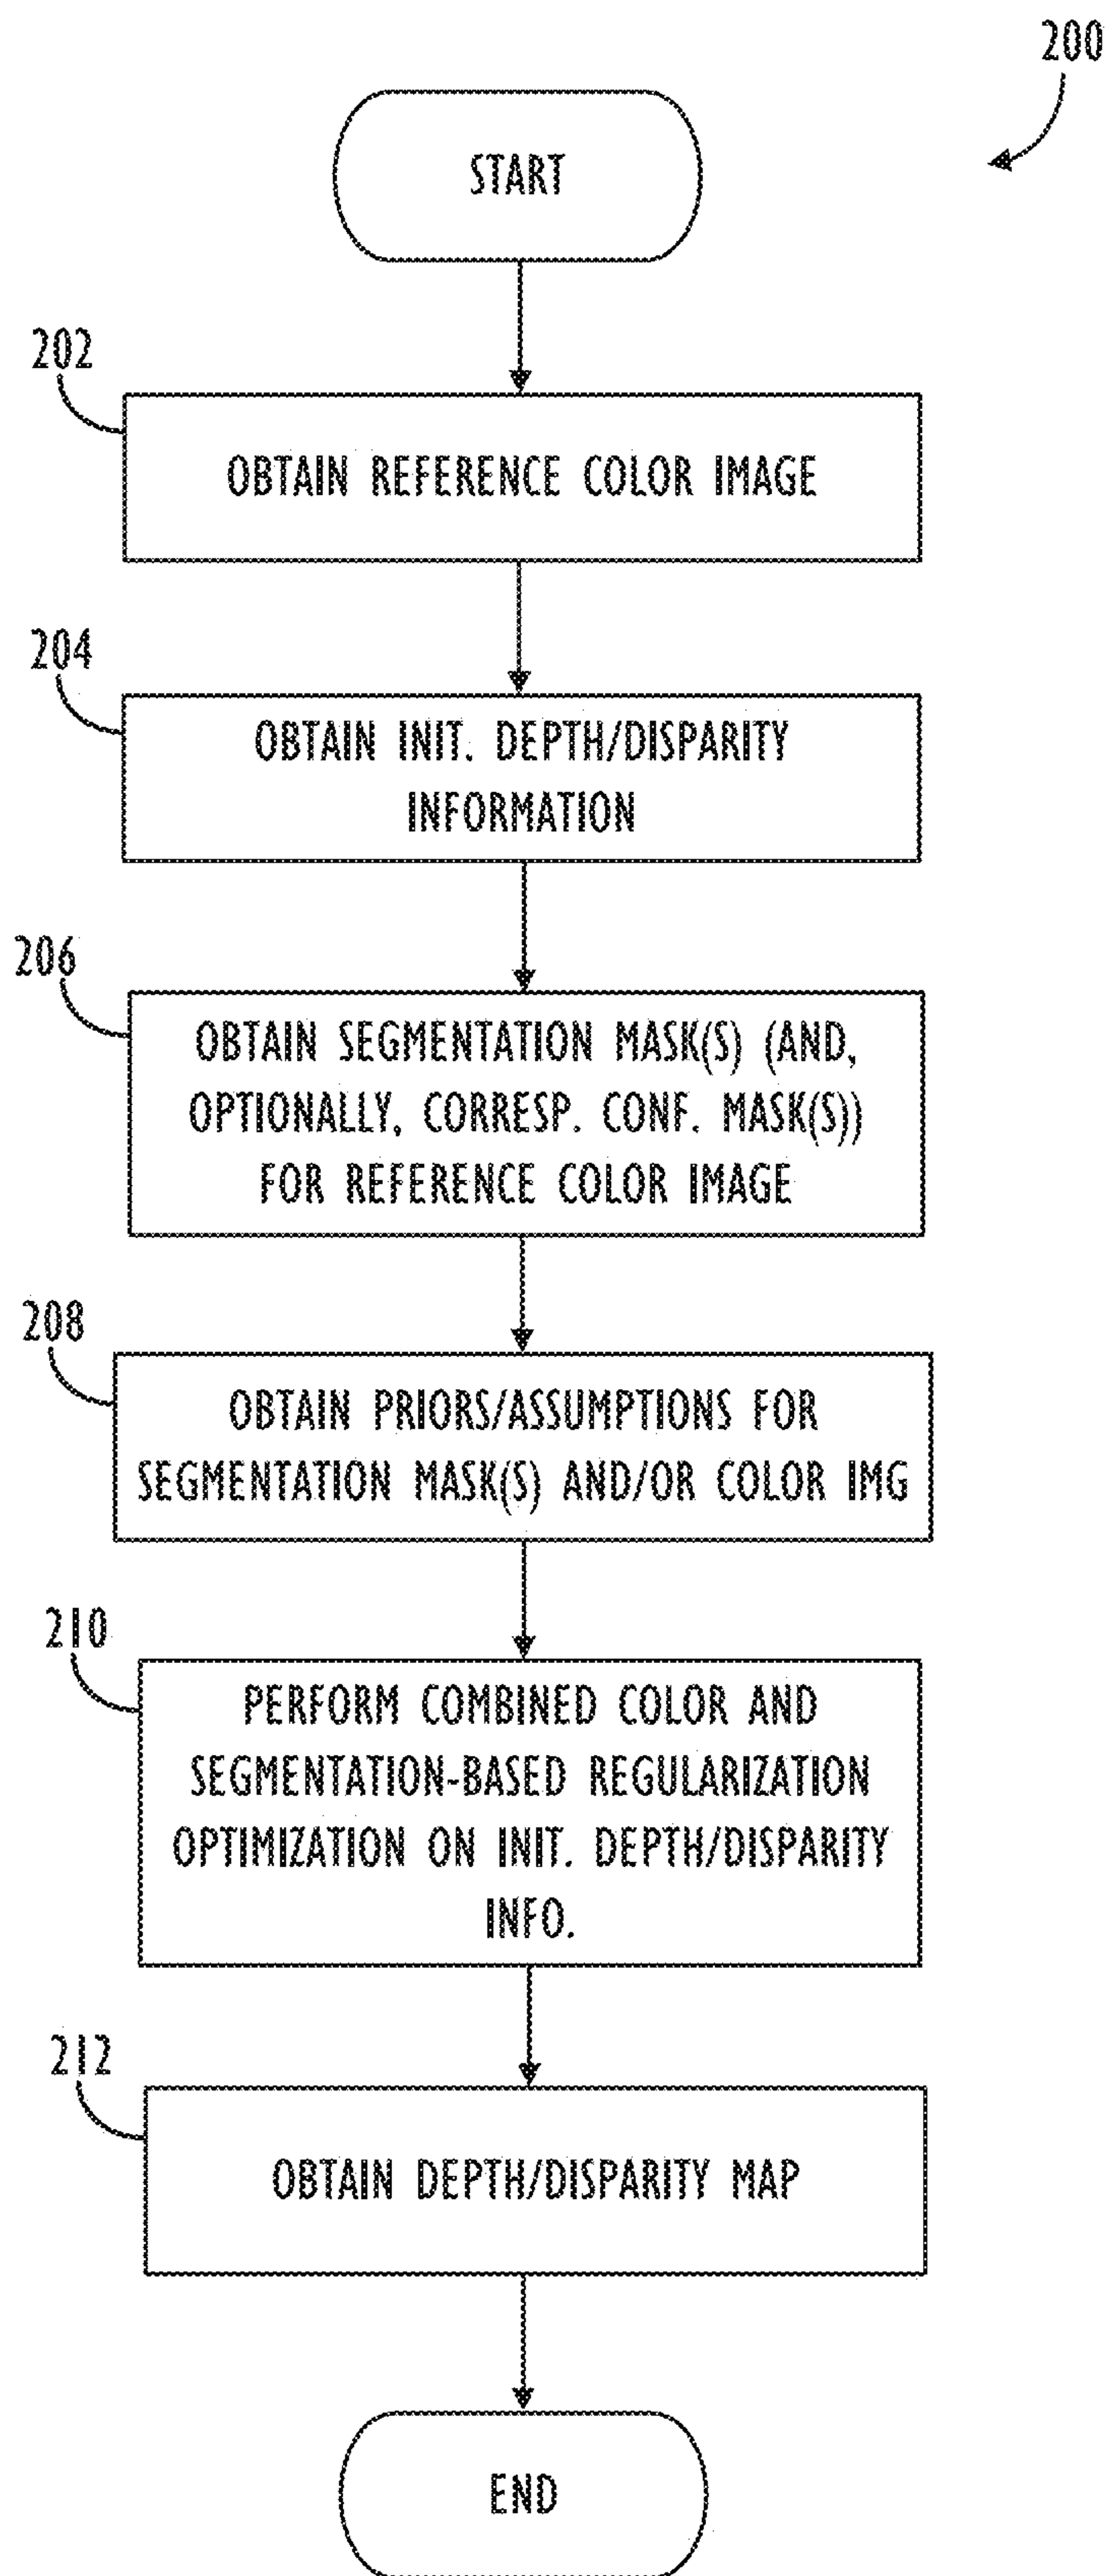 200
START
202
OBTAIN REFERENCE COLOR IMAGE
204
OBTAIN INIT. DEPTH/DISPARITY
INFORMATION
206
OBTAIN SEGMENTATION MASK(S) (AND,
OPTIONALLY, CORRESP. CONF. MASK(S))
FOR REFERENCE COLOR IMAGE
208
OBTAIN PRIORS/ASSUMPTIONS FOR
SEGMENTATION MASK(S) AND/OR COLOR IMG
210
PERFORM COMBINED COLOR AND
SEGMENTATION-BASED REGULARIZATION
OPTIMIZATION ON INIT. DEPTH/DISPARITY
INFO.
212
OBTAIN DEPTH/DISPARITY MAP
END